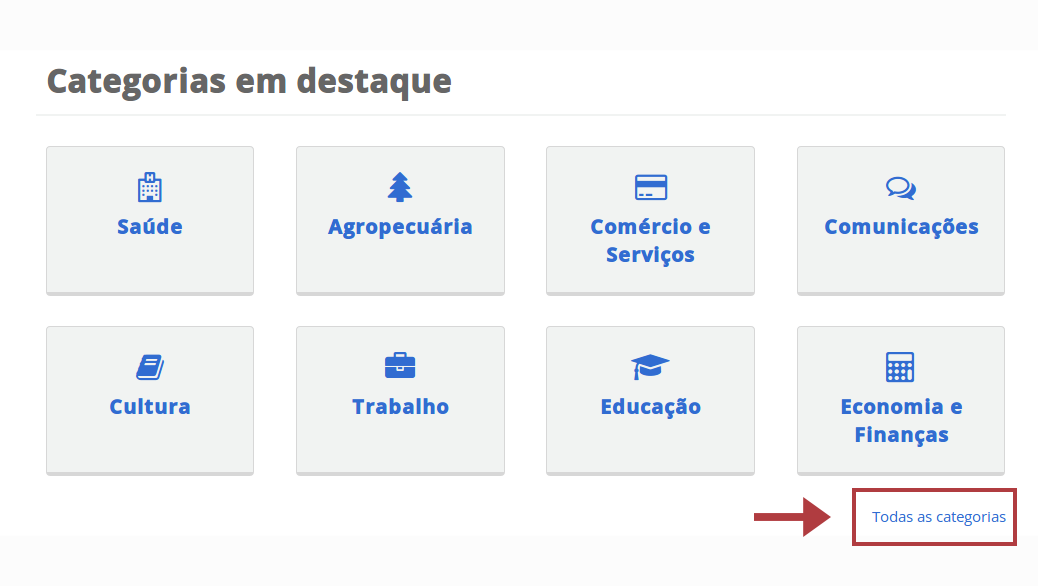 Categorias em destaque
Saúde
Agropecuária
Comércio e
Serviços
Comunicações
Cultura
Trabalho
Educação
Economia e
Finanças
Todas as categorias